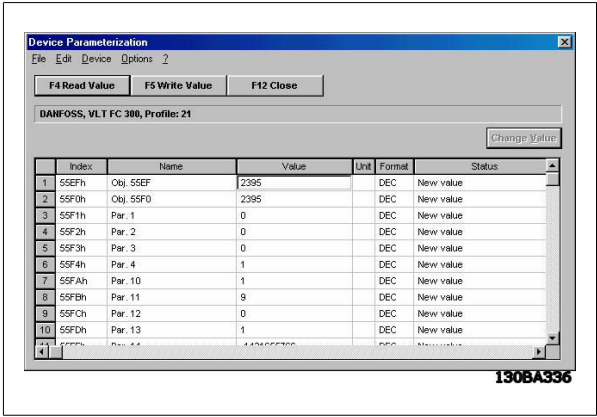 Device Parameterization
File Edit Device Options ?
F4 Read Value F5 Write Value F12 Close
DANFOSS, VLT FC 300, Profile: 21
Change Value
Index Name Value Unit Format Status
1 55EFh Obj. 55EF 2395 DEC New value
2 55F0h Obj. 55F0 2395 DEC New value
3 55F1h Par. 1 0 DEC New value
4 55F2h Par. 2 0 DEC New value
5 55F3h Par. 3 0 DEC New value
6 55F4h Par. 4 1 DEC New value
7 55FAh Par. 10 1 DEC New value
8 55FBh Par. 11 9 DEC New value
9 55FCh Par. 12 0 DEC New value
10 55FDh Par. 13 1 DEC New value
130BA336